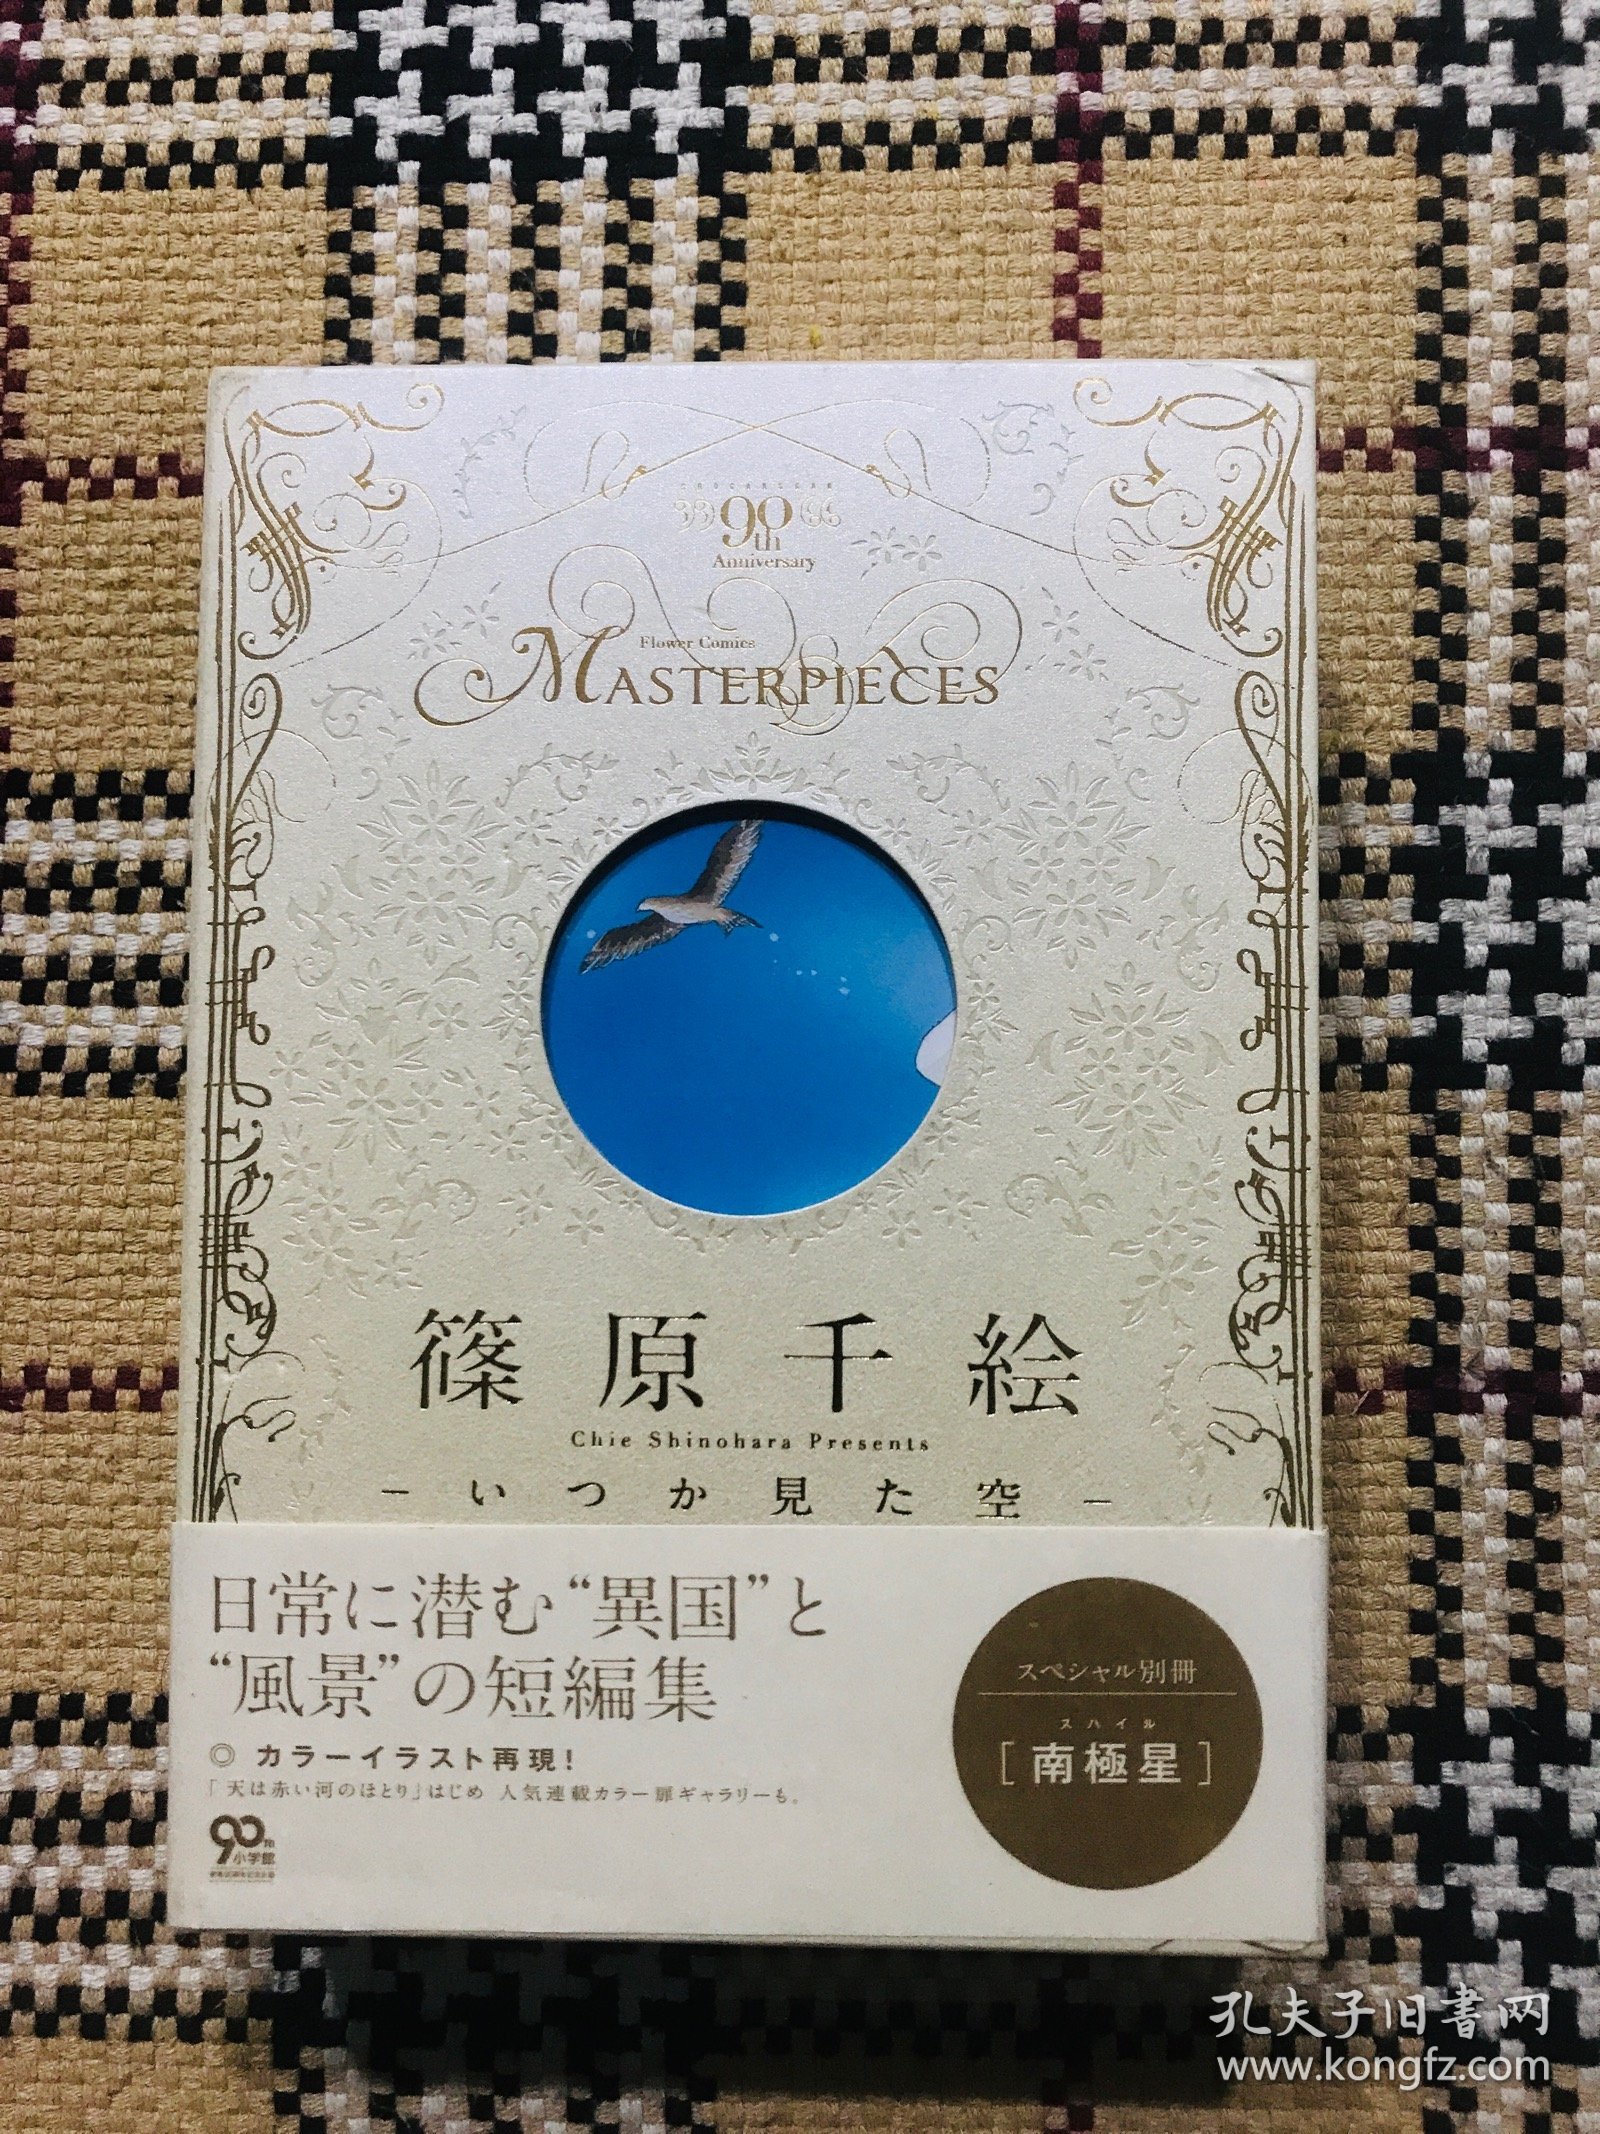 SHOGAKUKAN
90th
Anniversary
Flower Comics
MASTERPIECES
篠原千絵
Chie Shinohara Presents
－いつか見た空－
日常に潜む“異国”と
“風景”の短編集
◎ カラーイラスト再現！
「天は赤い河のほとり」はじめ 人気連載カラー扉ギャラリーも。
90th
小学館
スペシャル別冊
スハイル
［南極星］
孔夫子旧書网
www.kongfz.com